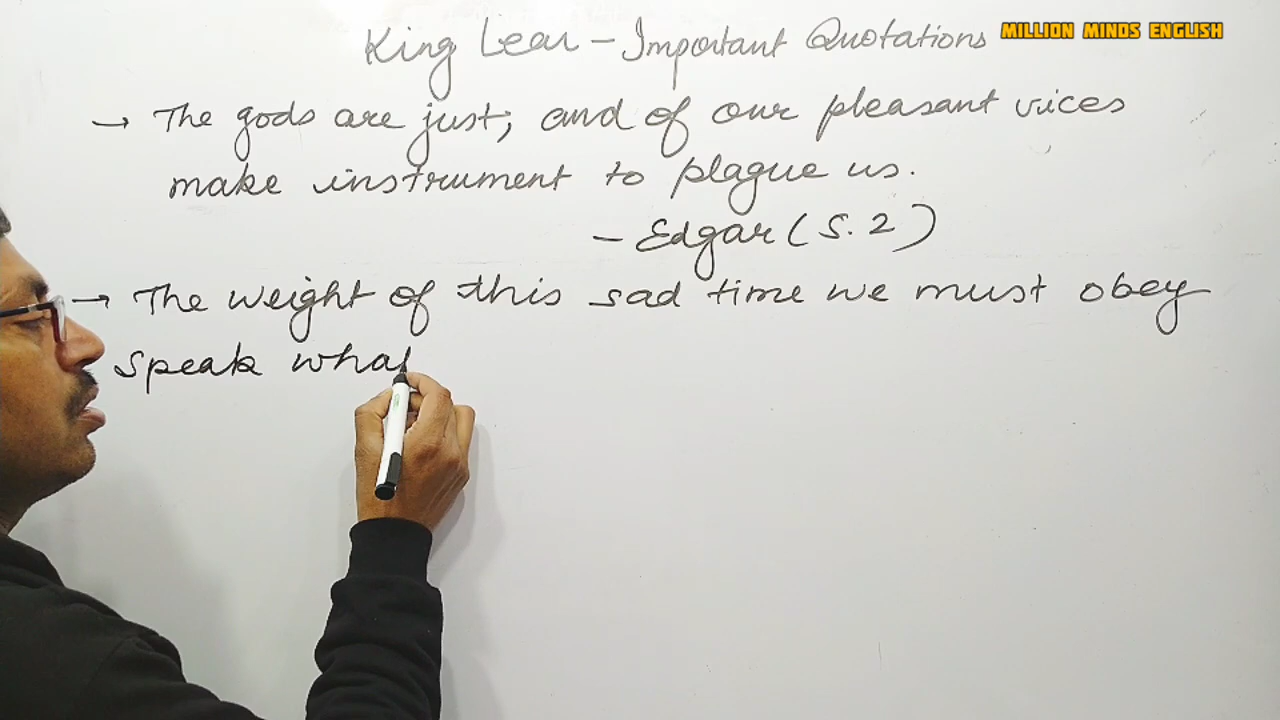 King Lear - Important Quotations
MILLION MINDS ENGLISH
→ The gods are just; and of our pleasant vices
make instrument to plague us.
- Edgar (5.2)
→ The weight of this sad time we must obey
speak what